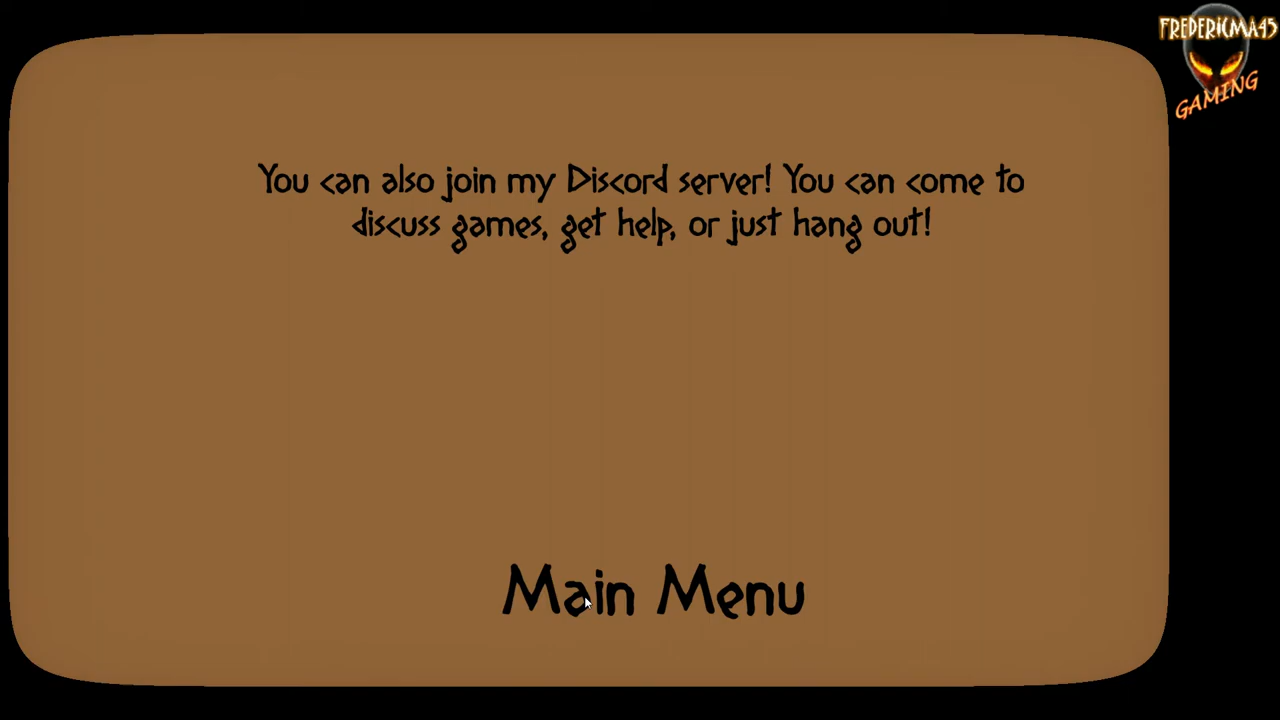 FREDERICMA45
GAMING
You can also join my Discord server! You can come to
discuss games, get help, or just hang out!
Main Menu